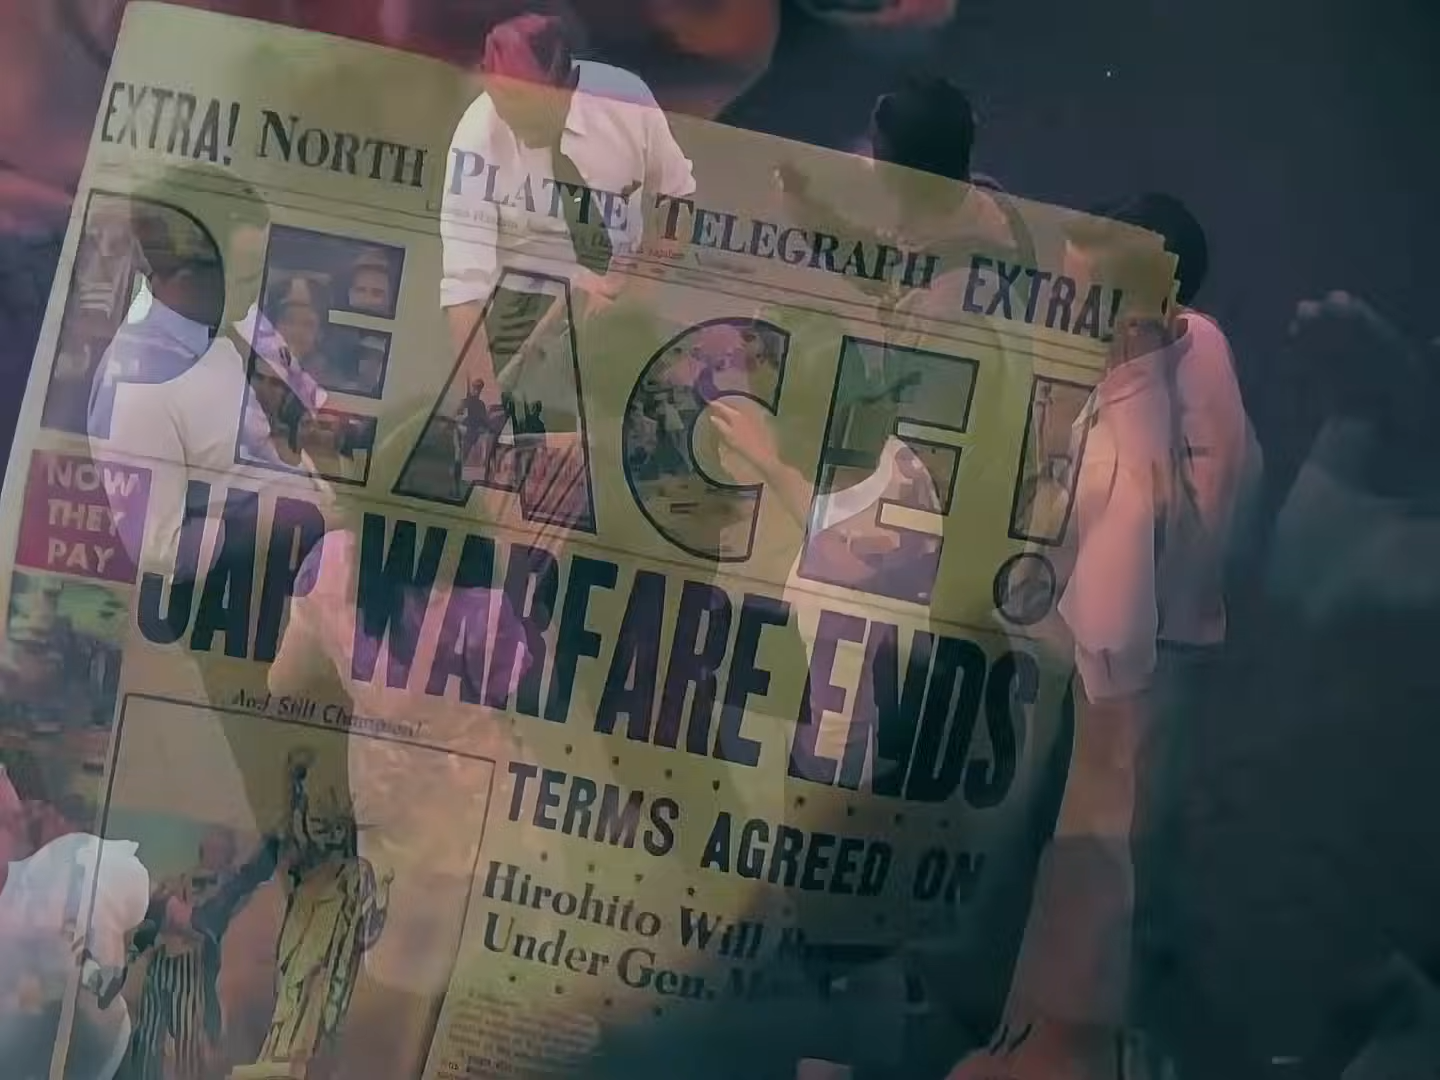 EXTRA! NORTH PLATTE TELEGRAPH EXTRA!
PEACE!
NOW
THEY
PAY
JAP WARFARE ENDS
And Still Champion!
TERMS AGREED ON
Hirohito Will
Under Gen.